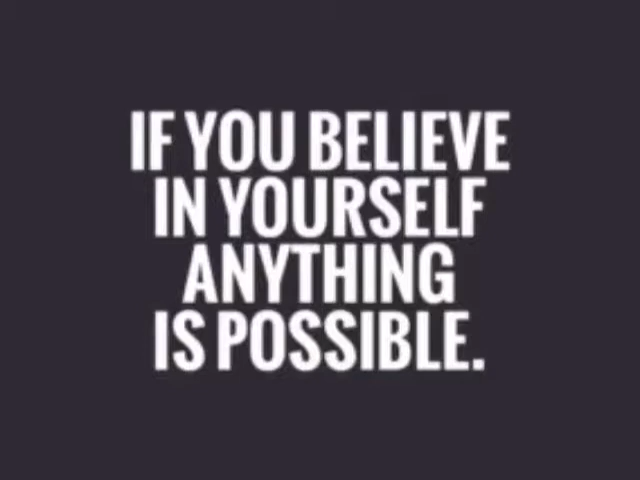 IF YOU BELIEVE
IN YOURSELF
ANYTHING
IS POSSIBLE.